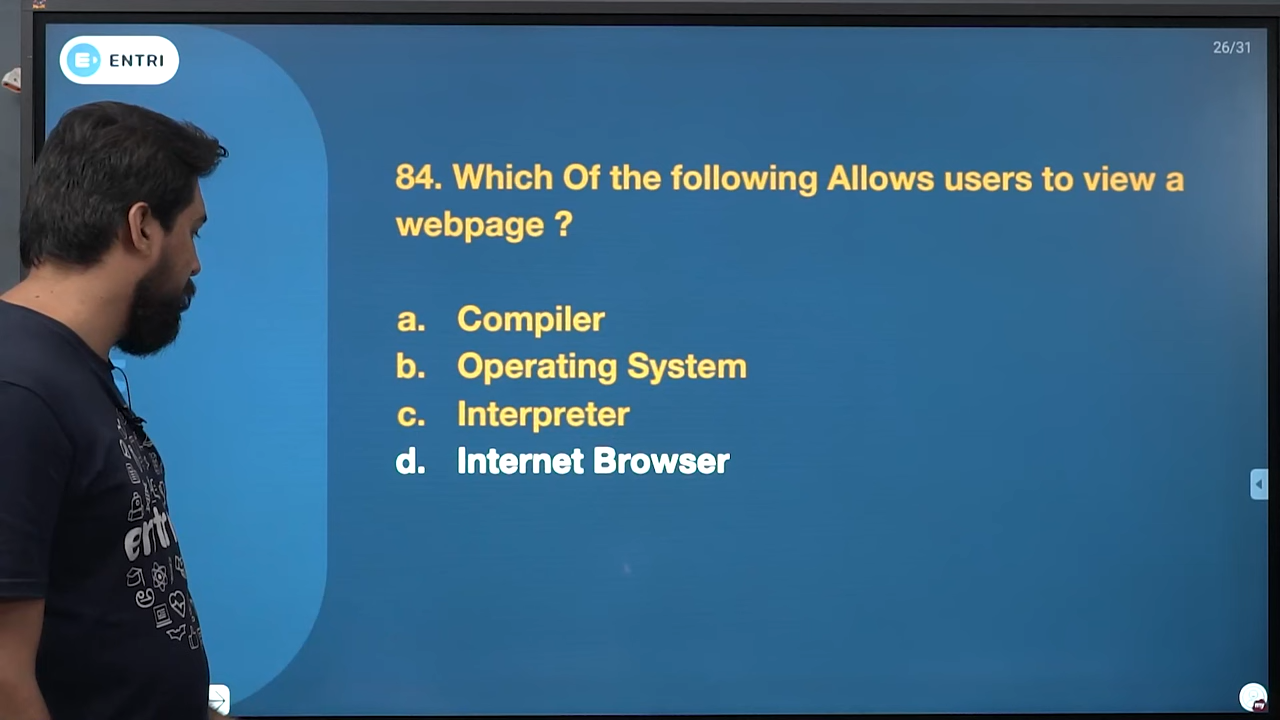 ENTRI
26/31
84. Which Of the following Allows users to view a
webpage ?
a. Compiler
b. Operating System
c. Interpreter
d. Internet Browser
entri